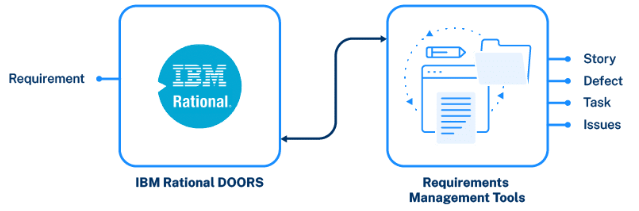 Requirement
IBM
Rational.
IBM Rational DOORS
Story
Defect
Task
Issues
Requirements
Management Tools